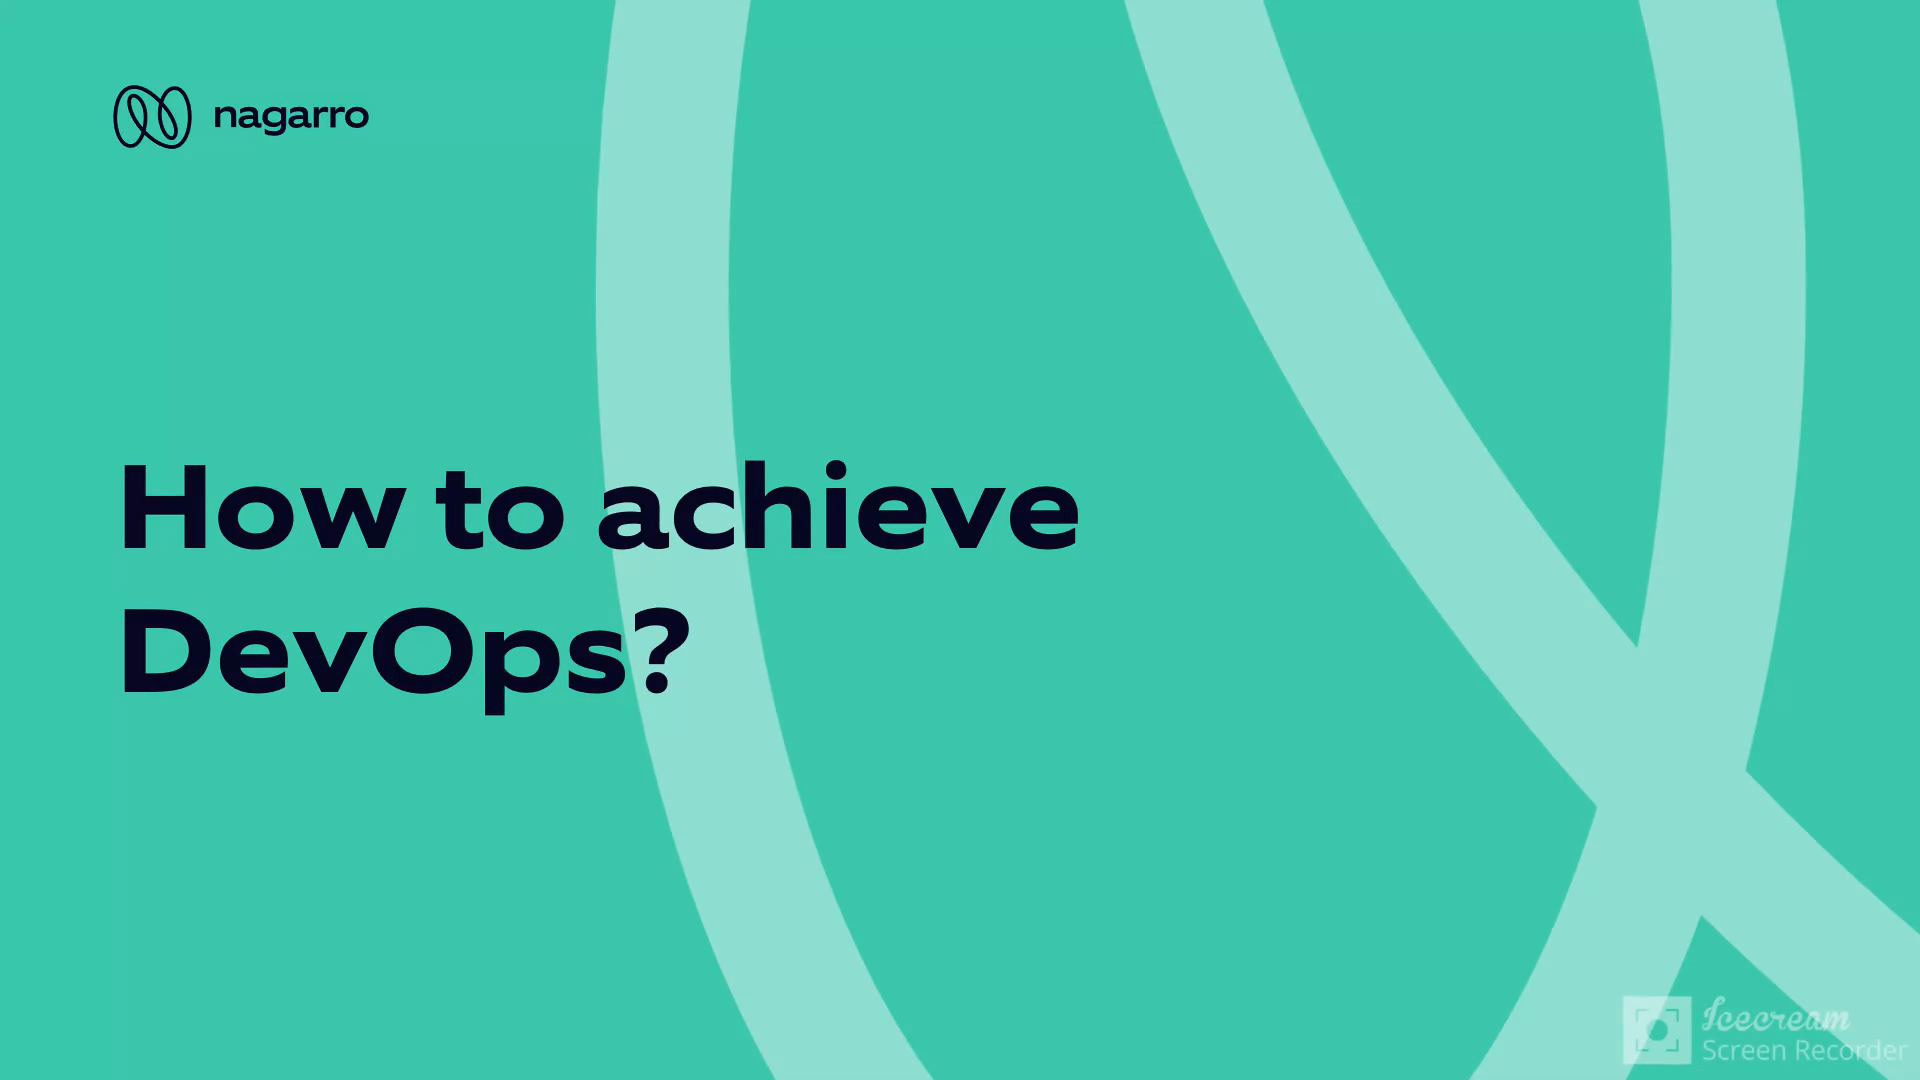 nagarro
How to achieve
DevOps?
Icecream
Screen Recorder